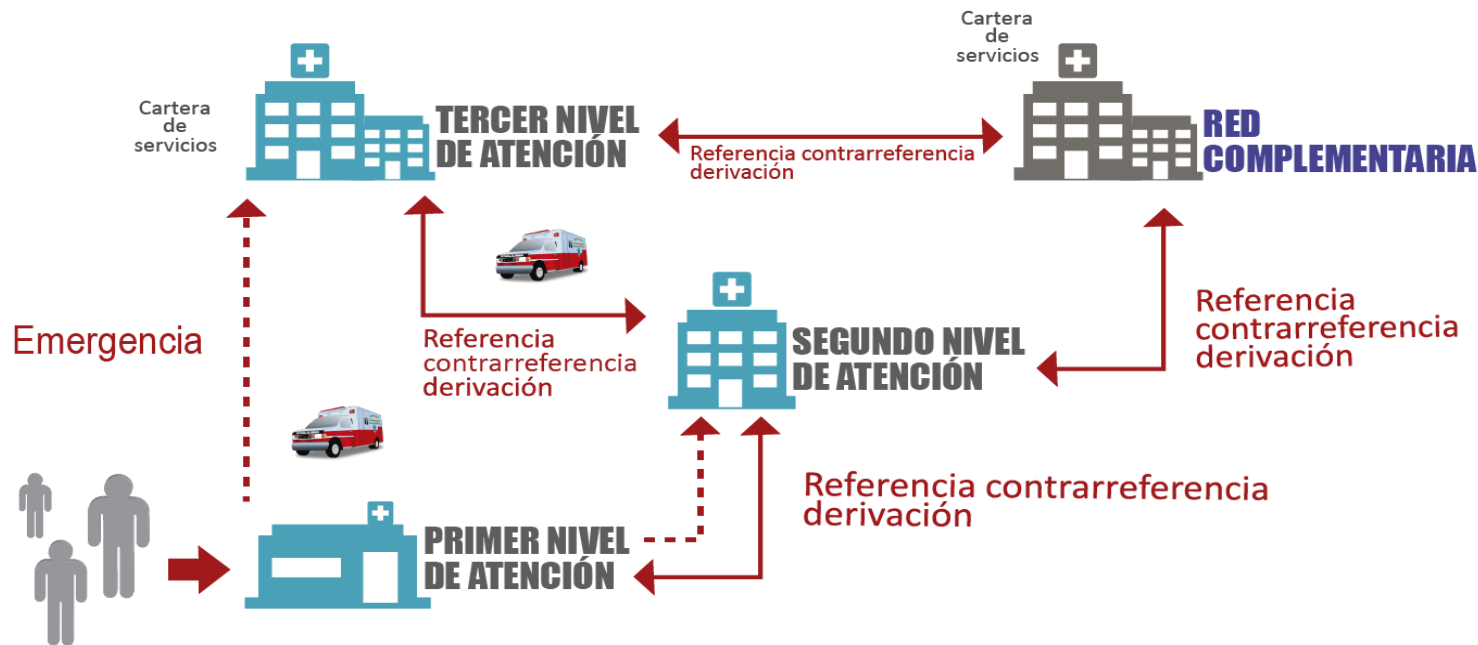 Cartera
de
servicios
Cartera
de
servicios
TERCER NIVEL
DE ATENCIÓN
Referencia contrarreferencia
derivación
RED
COMPLEMENTARIA
Emergencia
Referencia
contrarreferencia
derivación
SEGUNDO NIVEL
DE ATENCIÓN
Referencia
contrarreferencia
derivación
PRIMER NIVEL
DE ATENCIÓN
Referencia contrarreferencia
derivación